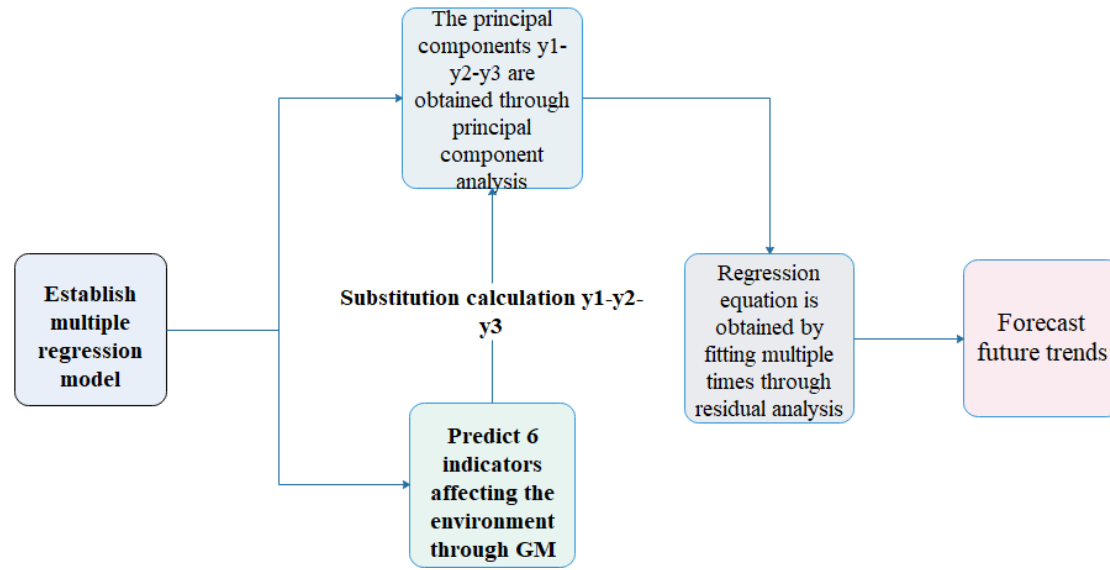 The principal
components y1-
y2-y3 are
obtained through
principal
component
analysis
Establish
multiple
regression
model
Substitution calculation y1-y2-
y3
Predict 6
indicators
affecting the
environment
through GM
Regression
equation is
obtained by
fitting multiple
times through
residual analysis
Forecast
future trends